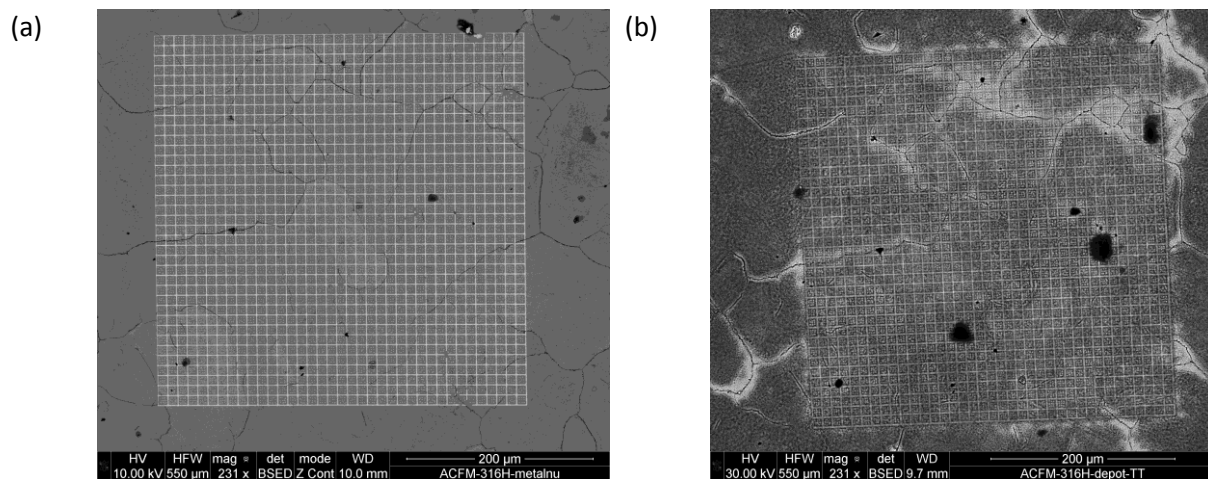 (a)
(b)
HV HFW mag ¤ det mode WD 200 µm
10.00 kV 550 µm 231 x BSED Z Cont 10.0 mm ACFM-316H-metalnu
HV HFW mag ¤ det WD 200 µm
30.00 kV 550 µm 231 x BSED 9.7 mm ACFM-316H-depot-TT